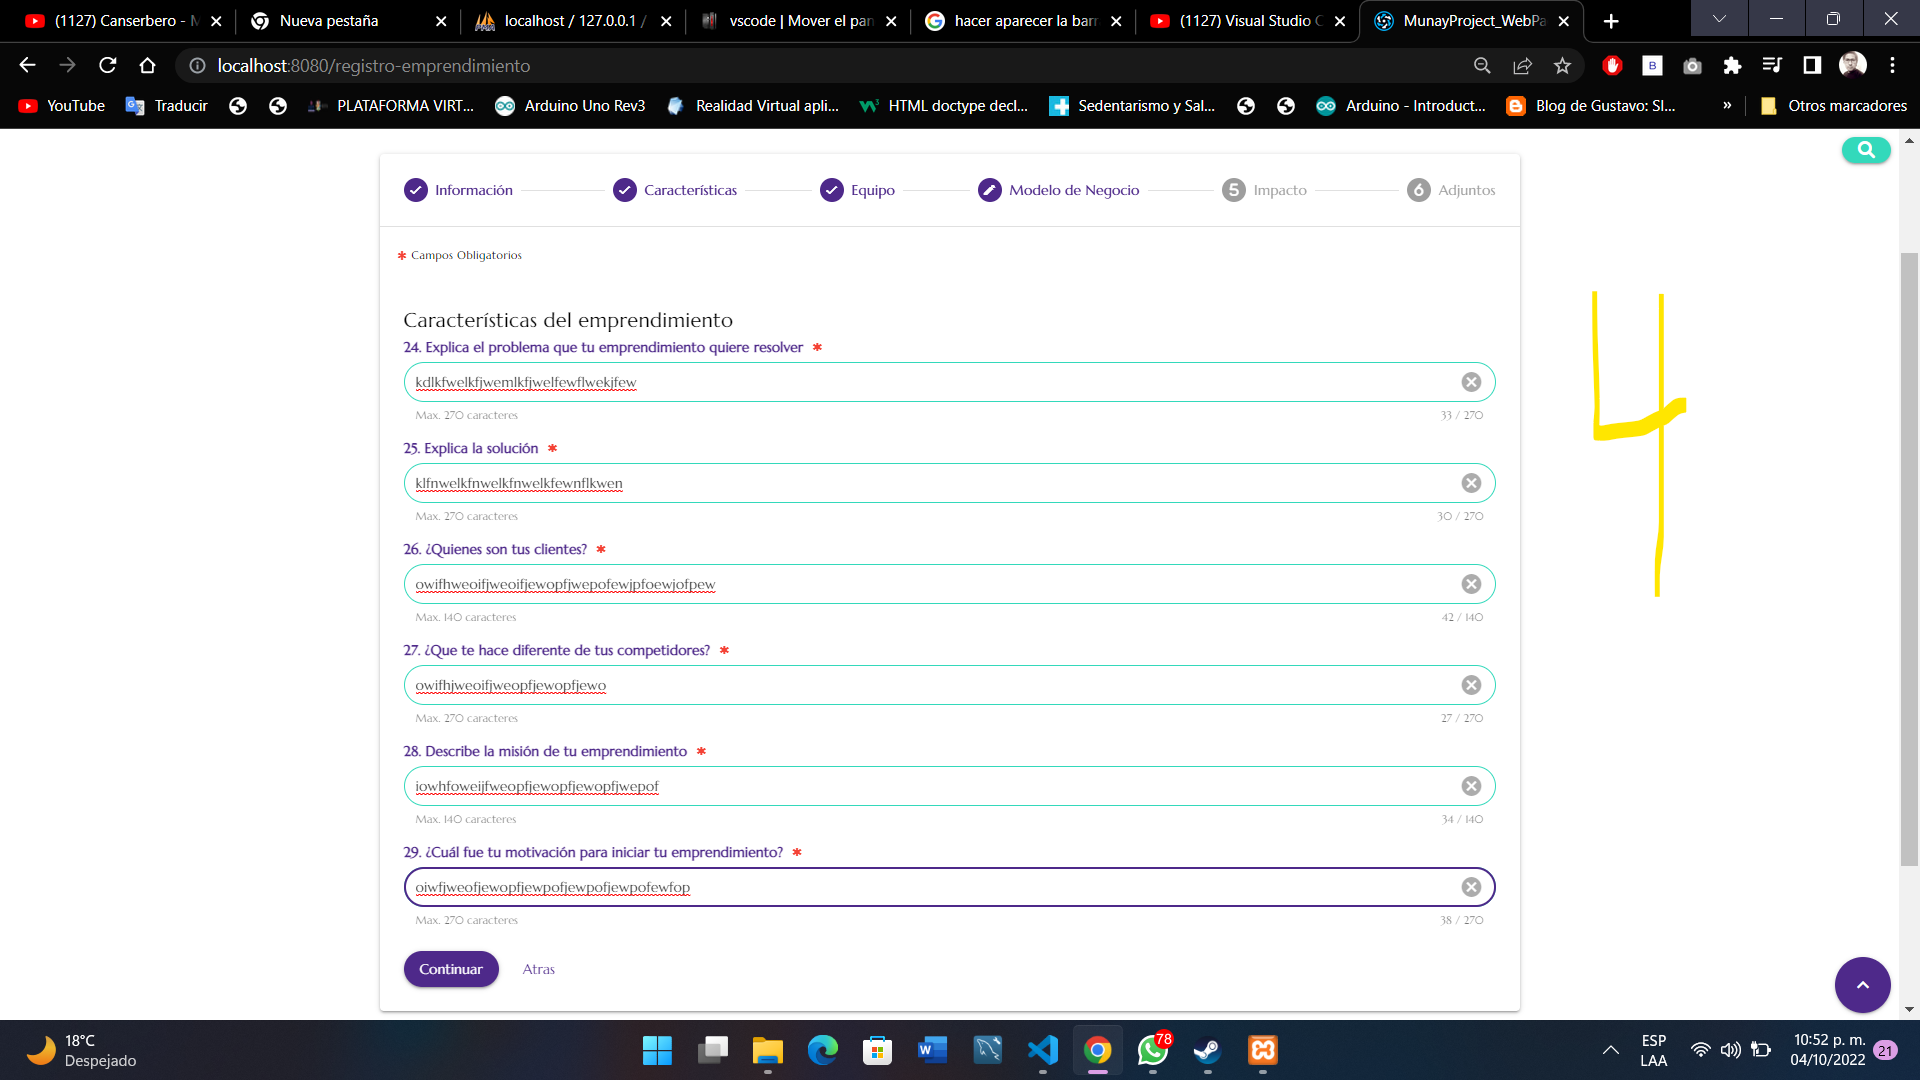 (1127) Canserbero - M
Nueva pestaña
localhost / 127.0.0.1 /
vscode | Mover el pan
hacer aparecer la barr
(1127) Visual Studio C
MunayProject_WebPa
localhost:8080/registro-emprendimiento
YouTube
Traducir
PLATAFORMA VIRT...
Arduino Uno Rev3
Realidad Virtual apli...
HTML doctype decl...
Sedentarismo y Sal...
Arduino - Introduct...
Blog de Gustavo: SI...
»
Otros marcadores
Información
Características
Equipo
Modelo de Negocio
5 Impacto
6 Adjuntos
* Campos Obligatorios
Características del emprendimiento
24. Explica el problema que tu emprendimiento quiere resolver *
kdlkfwelkfjwemlkfjwelfewflwekjfew
Max. 270 caracteres
33 / 270
25. Explica la solución *
klfnwelkfnwelkfnwelkfewnflkwen
Max. 270 caracteres
30 / 270
26. ¿Quienes son tus clientes? *
owifhweoifjweoifjewopfjwepofewjpfoewjofpew
Max. 140 caracteres
42 / 140
27. ¿Que te hace diferente de tus competidores? *
owifhjweoifjweopfjewopfjewo
Max. 270 caracteres
27 / 270
28. Describe la misión de tu emprendimiento *
iowhfoweijfweopfjewopfjewopfjwepof
Max. 140 caracteres
34 / 140
29. ¿Cuál fue tu motivación para iniciar tu emprendimiento? *
oiwfjweofjewopfjewpofjewpofjewpofewfop
Max. 270 caracteres
38 / 270
Continuar
Atras
4
18°C
Despejado
78
ESP
LAA
10:52 p. m.
04/10/2022
21